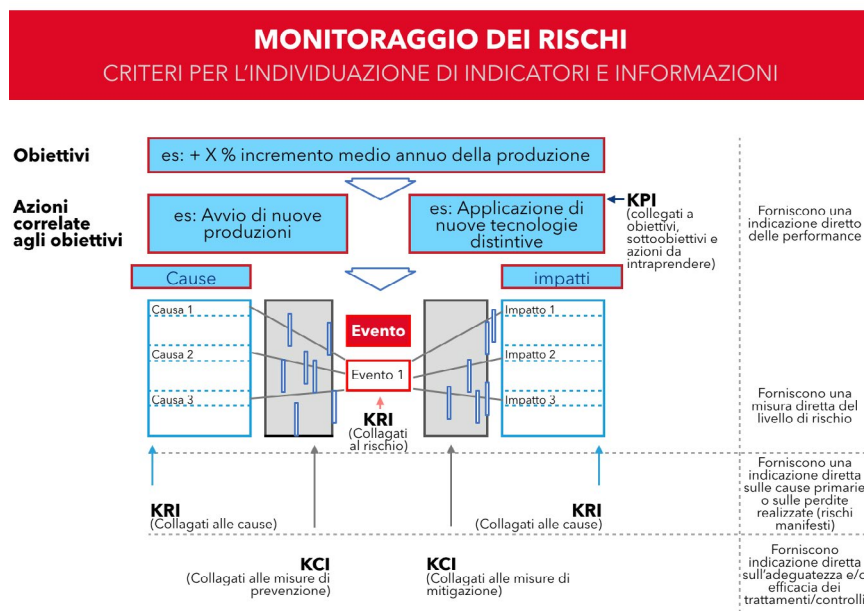 MONITORAGGIO DEI RISCHI
CRITERI PER L'INDIVIDUAZIONE DI INDICATORI E INFORMAZIONI
Obiettivi
es: + X % incremento medio annuo della produzione
Azioni
correlate
agli obiettivi
es: Avvio di nuove
produzioni
es: Applicazione di
nuove tecnologie
distintive
KPI
(collegati a
obiettivi,
sottoobiettivi e
azioni da
intraprendere)
Forniscono una
indicazione diretto
delle performance
Cause
impatti
Causa 1
Causa 2
Causa 3
Evento
Evento 1
KRI
(Collagati
al rischio)
Impatto 1
Impatto 2
Impatto 3
Forniscono una
misura diretta del
livello di rischio
KRI
(Collagati alle cause)
KRI
(Collagati alle cause)
Forniscono una
indicazione diretta
sulle cause primarie
o sulle perdite
realizzate (rischi
manifesti)
KCI
(Collagati alle misure di
prevenzione)
KCI
(Collagati alle misure di
mitigazione)
Forniscono
indicazione diretta
sull'adeguatezza e/o
efficacia dei
trattamenti/controlli